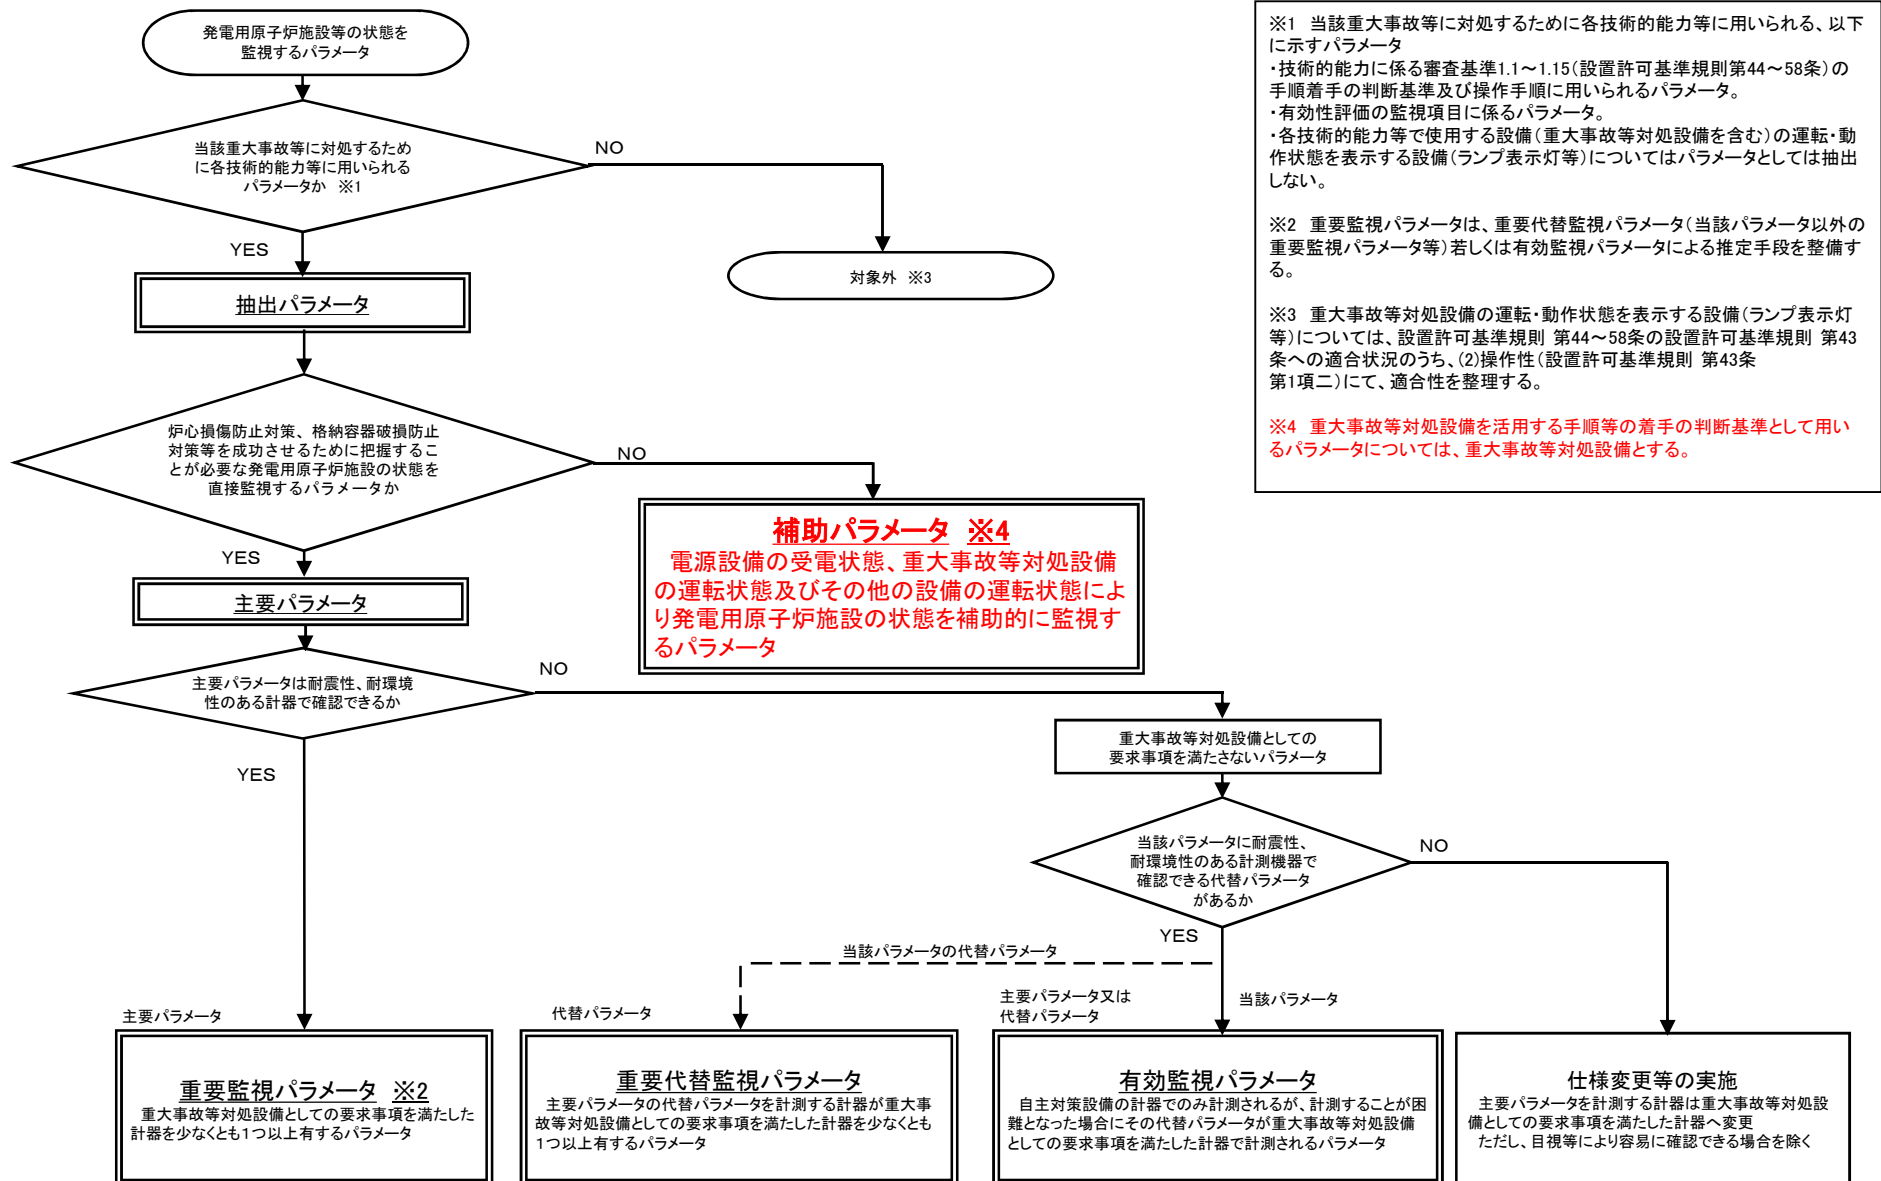 発電用原子炉施設等の状態を
監視するパラメータ
当該重大事故等に対処するため
に各技術的能力等に用いられる
パラメータか ※1
NO
YES
対象外 ※3
抽出パラメータ
炉心損傷防止対策、格納容器破損防止
対策等を成功させるために把握するこ
とが必要な発電用原子炉施設の状態を
直接監視するパラメータか
NO
YES
補助パラメータ ※4
電源設備の受電状態、重大事故等対処設備
の運転状態及びその他の設備の運転状態によ
り発電用原子炉施設の状態を補助的に監視す
るパラメータ
主要パラメータ
主要パラメータは耐震性、耐環境
性のある計器で確認できるか
NO
YES
重大事故等対処設備としての
要求事項を満たさないパラメータ
当該パラメータに耐震性、
耐環境性のある計測機器で
確認できる代替パラメータ
があるか
NO
YES
当該パラメータの代替パラメータ
主要パラメータ
代替パラメータ
主要パラメータ又は
代替パラメータ
当該パラメータ
重要監視パラメータ ※2
重大事故等対処設備としての要求事項を満たした
計器を少なくとも1つ以上有するパラメータ
重要代替監視パラメータ
主要パラメータの代替パラメータを計測する計器が重大事
故等対処設備としての要求事項を満たした計器を少なくとも
1つ以上有するパラメータ
有効監視パラメータ
自主対策設備の計器でのみ計測されるが、計測することが困
難となった場合にその代替パラメータが重大事故等対処設備
としての要求事項を満たした計器で計測されるパラメータ
仕様変更等の実施
主要パラメータを計測する計器は重大事故等対処設
備としての要求事項を満たした計器へ変更
ただし、目視等により容易に確認できる場合を除く
※1 当該重大事故等に対処するために各技術的能力等に用いられる、以下
に示すパラメータ
・技術的能力に係る審査基準1.1～1.15(設置許可基準規則第44～58条)の
手順着手の判断基準及び操作手順に用いられるパラメータ。
・有効性評価の監視項目に係るパラメータ。
・各技術的能力等で使用する設備(重大事故等対処設備を含む)の運転・動
作状態を表示する設備(ランプ表示灯等)についてはパラメータとしては抽出
しない。
※2 重要監視パラメータは、重要代替監視パラメータ(当該パラメータ以外の
重要監視パラメータ等)若しくは有効監視パラメータによる推定手段を整備す
る。
※3 重大事故等対処設備の運転・動作状態を表示する設備(ランプ表示灯
等)については、設置許可基準規則 第44～58条の設置許可基準規則 第43
条への適合状況のうち、(2)操作性(設置許可基準規則 第43条
第1項二)にて、適合性を整理する。
※4 重大事故等対処設備を活用する手順等の着手の判断基準として用い
るパラメータについては、重大事故等対処設備とする。